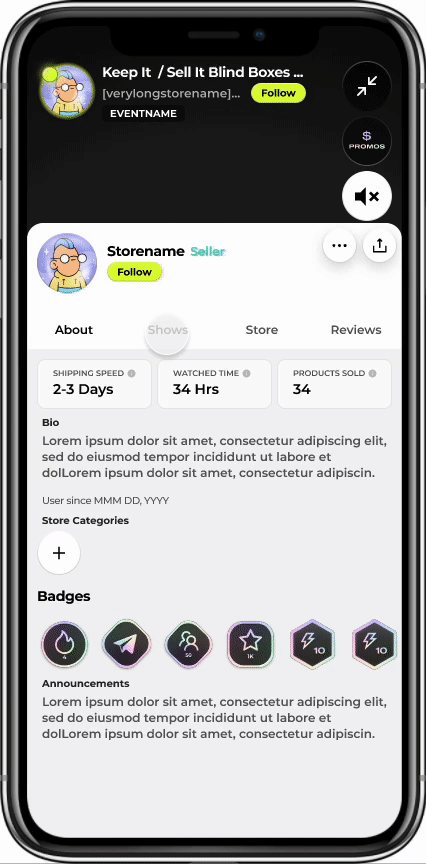 Keep It / Sell It Blind Boxes ...
[verylongstorename]... Follow
EVENTNAME
$
PROMOS
Storename Seller
Follow
About Shows Store Reviews
SHIPPING SPEED WATCHED TIME PRODUCTS SOLD
2-3 Days 34 Hrs 34
Bio
Lorem ipsum dolor sit amet, consectetur adipiscing elit,
sed do eiusmod tempor incididunt ut labore et
dolLorem ipsum dolor sit amet, consectetur adipiscin.
User since MMM DD, YYYY
Store Categories
Badges
4 50 1K 10 10
Announcements
Lorem ipsum dolor sit amet, consectetur adipiscing elit,
sed do eiusmod tempor incididunt ut labore et
dolLorem ipsum dolor sit amet, consectetur adipiscin.